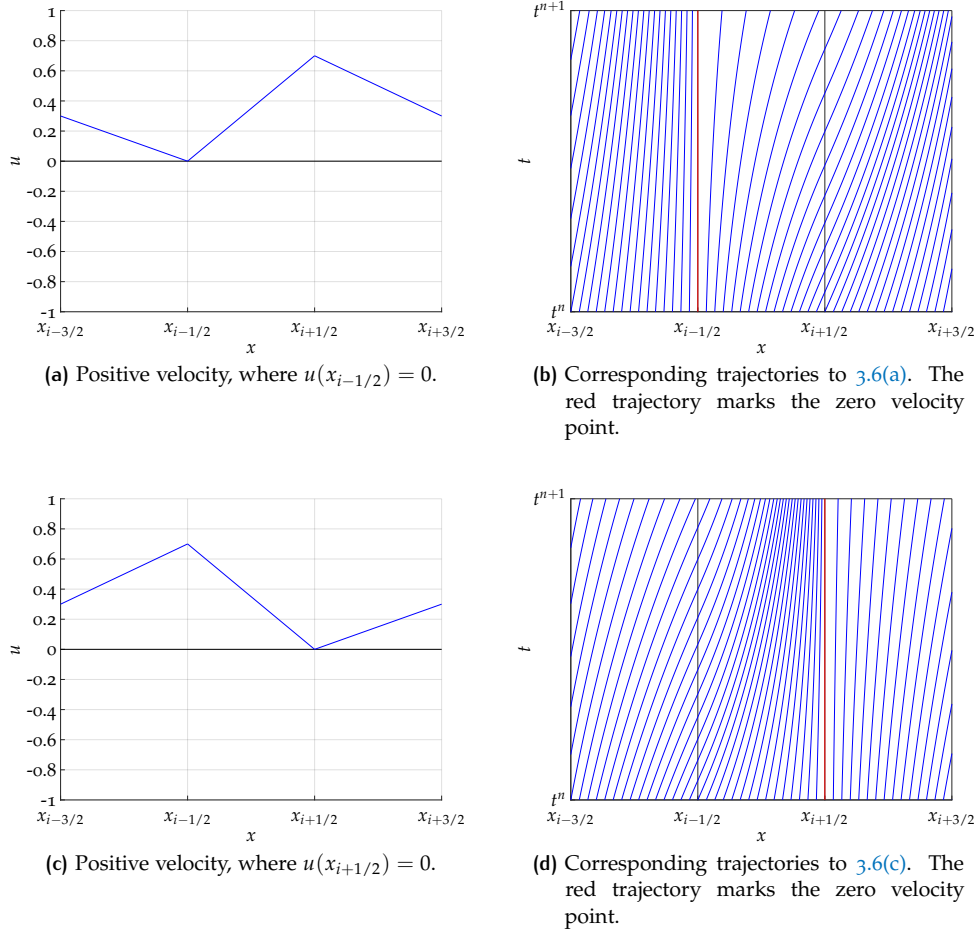 1
0.8
0.6
0.4
0.2
0
-0.2
-0.4
-0.6
-0.8
-1
u
x_{i-3/2} x_{i-1/2} x_{i+1/2} x_{i+3/2}
x
(a) Positive velocity, where u(x_{i-1/2}) = 0.
t^{n+1}
t
t^n
x_{i-3/2} x_{i-1/2} x_{i+1/2} x_{i+3/2}
x
(b) Corresponding trajectories to 3.6(a). The
red trajectory marks the zero velocity
point.
1
0.8
0.6
0.4
0.2
0
-0.2
-0.4
-0.6
-0.8
-1
u
x_{i-3/2} x_{i-1/2} x_{i+1/2} x_{i+3/2}
x
(c) Positive velocity, where u(x_{i+1/2}) = 0.
t^{n+1}
t
t^n
x_{i-3/2} x_{i-1/2} x_{i+1/2} x_{i+3/2}
x
(d) Corresponding trajectories to 3.6(c). The
red trajectory marks the zero velocity
point.